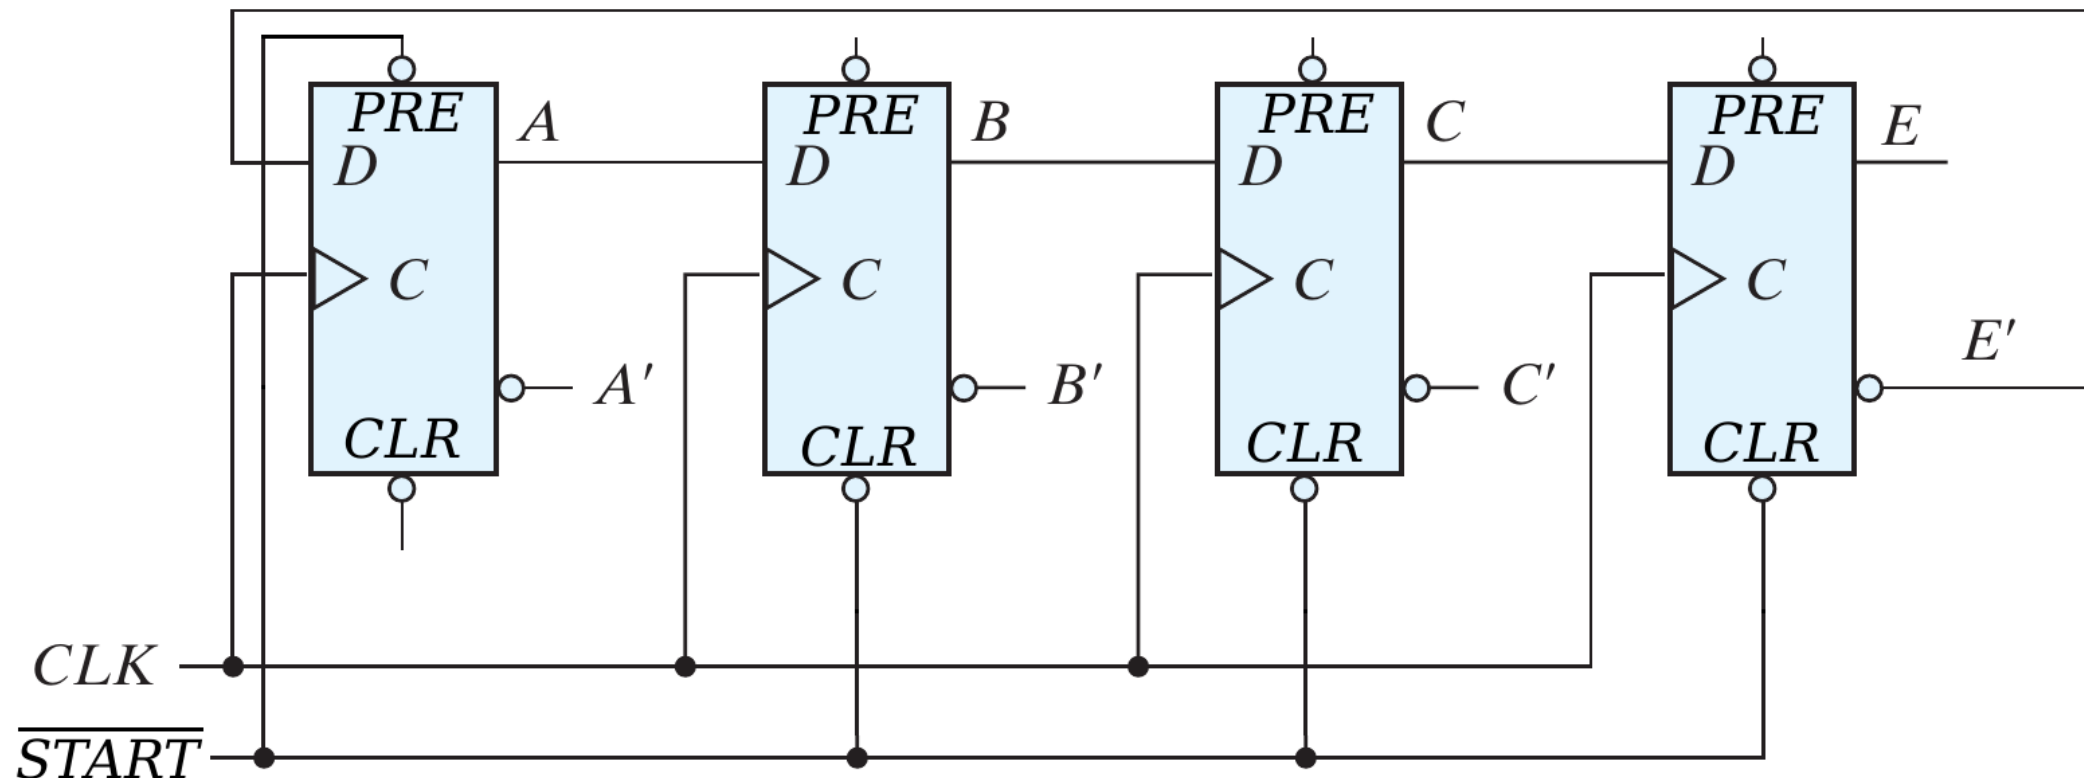 PRE A PRE B PRE C PRE E
D D D D
C C C C
A′ B′ C′ E′
CLR CLR CLR CLR
CLK
START